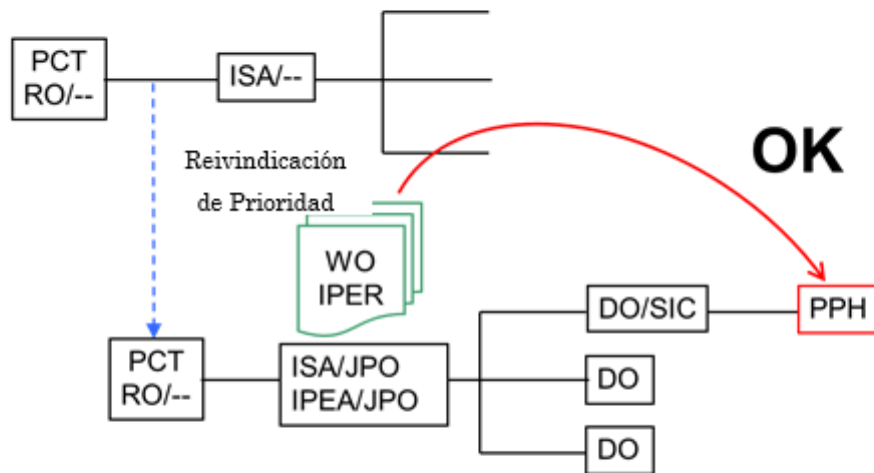 PCT
RO/--
ISA/--
OK
Reivindicación
de Prioridad
WO
IPER
DO/SIC
PPH
PCT
RO/--
ISA/JPO
IPEA/JPO
DO
DO